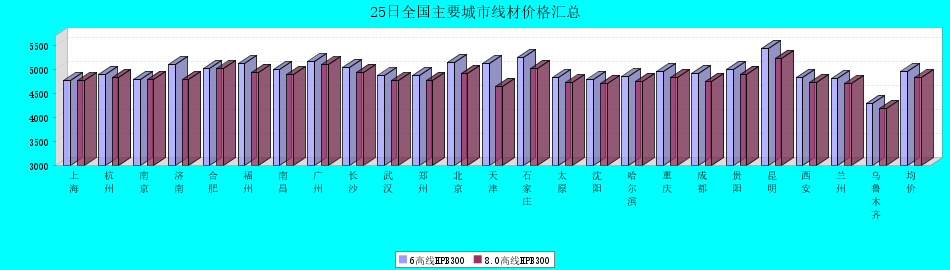 25日全国主要城市线材价格汇总
5500
5000
4500
4000
3500
3000
上海 杭州 南京 济南 合肥 福州 南昌 广州 长沙 武汉 郑州 北京 天津 石家庄 太原 沈阳 哈尔滨 重庆 成都 贵阳 昆明 西安 兰州 乌鲁木齐 均价
6高线HPB300 8.0高线HPB300